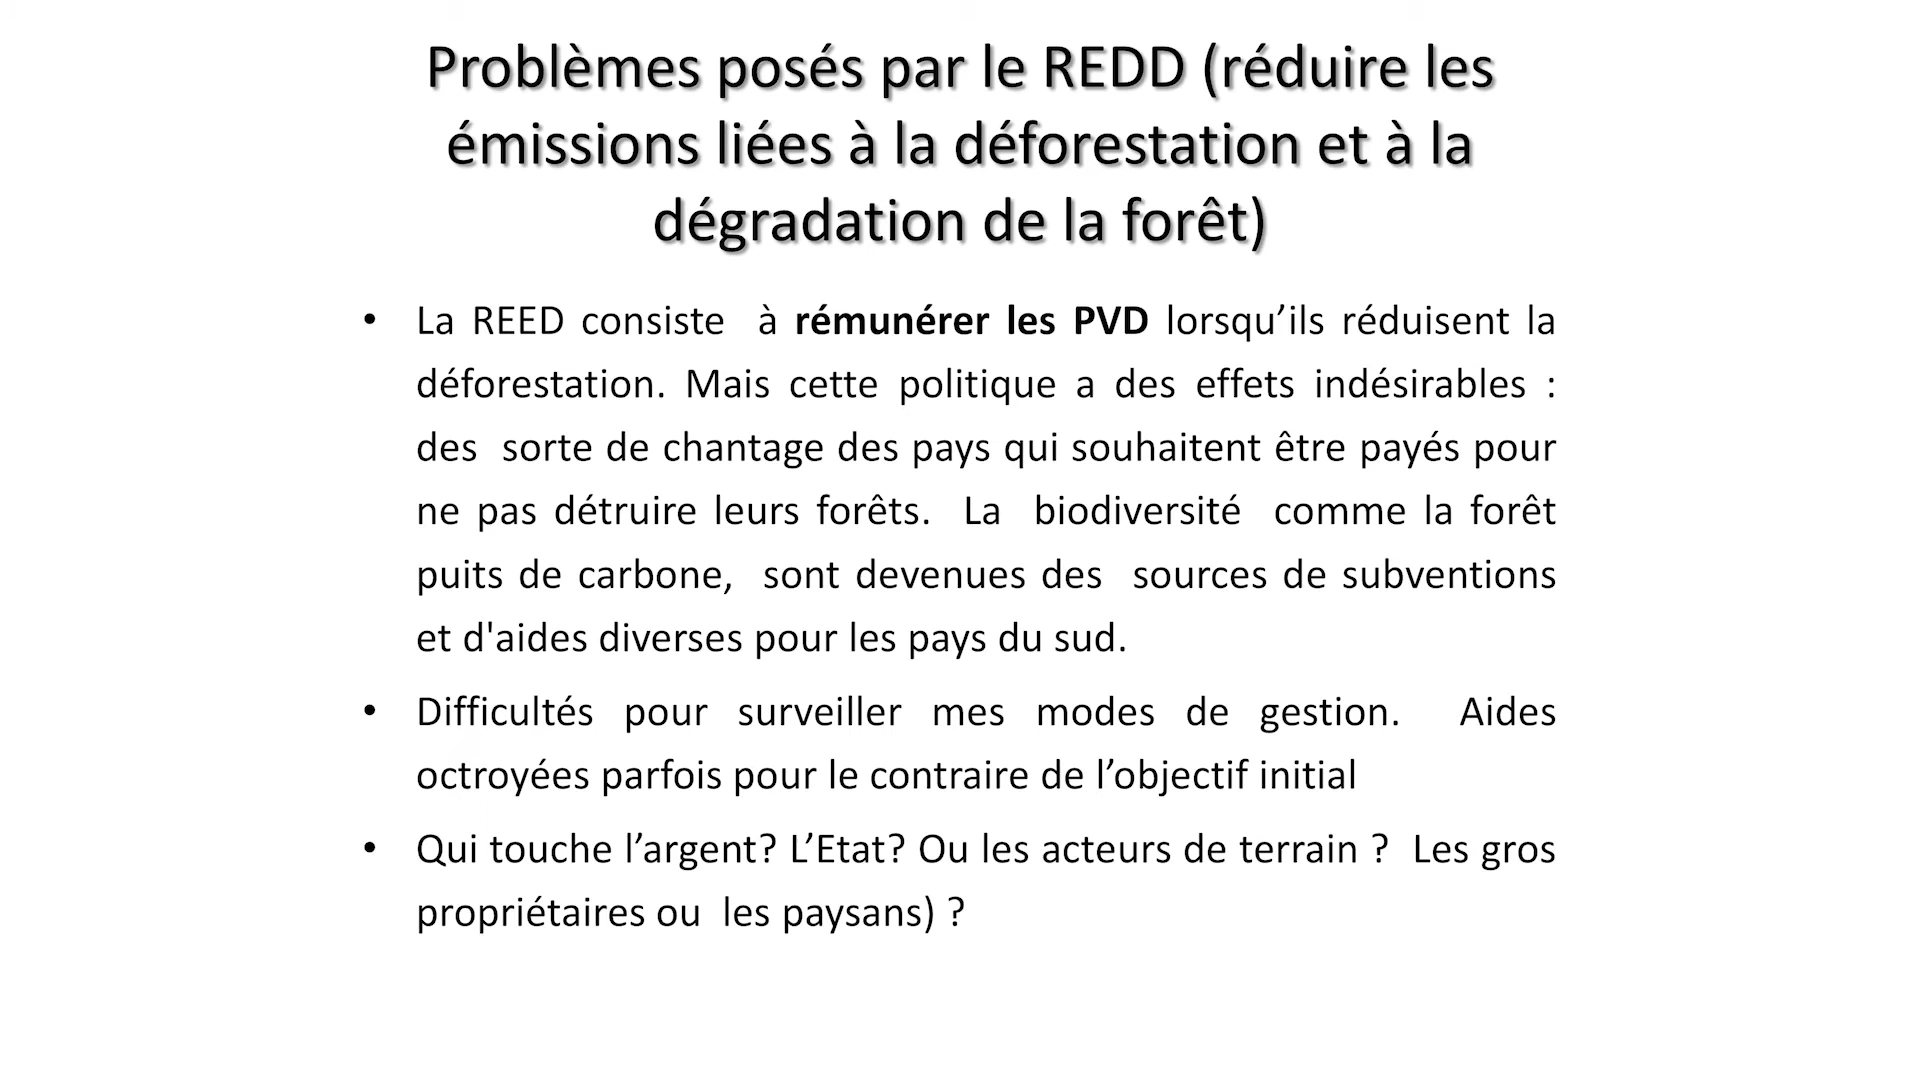 Problèmes posés par le REDD (réduire les
émissions liées à la déforestation et à la
dégradation de la forêt)
• La REED consiste à rémunérer les PVD lorsqu’ils réduisent la
déforestation. Mais cette politique a des effets indésirables :
des sorte de chantage des pays qui souhaitent être payés pour
ne pas détruire leurs forêts. La biodiversité comme la forêt
puits de carbone, sont devenues des sources de subventions
et d'aides diverses pour les pays du sud.
• Difficultés pour surveiller mes modes de gestion. Aides
octroyées parfois pour le contraire de l’objectif initial
• Qui touche l’argent? L’Etat? Ou les acteurs de terrain ? Les gros
propriétaires ou les paysans) ?